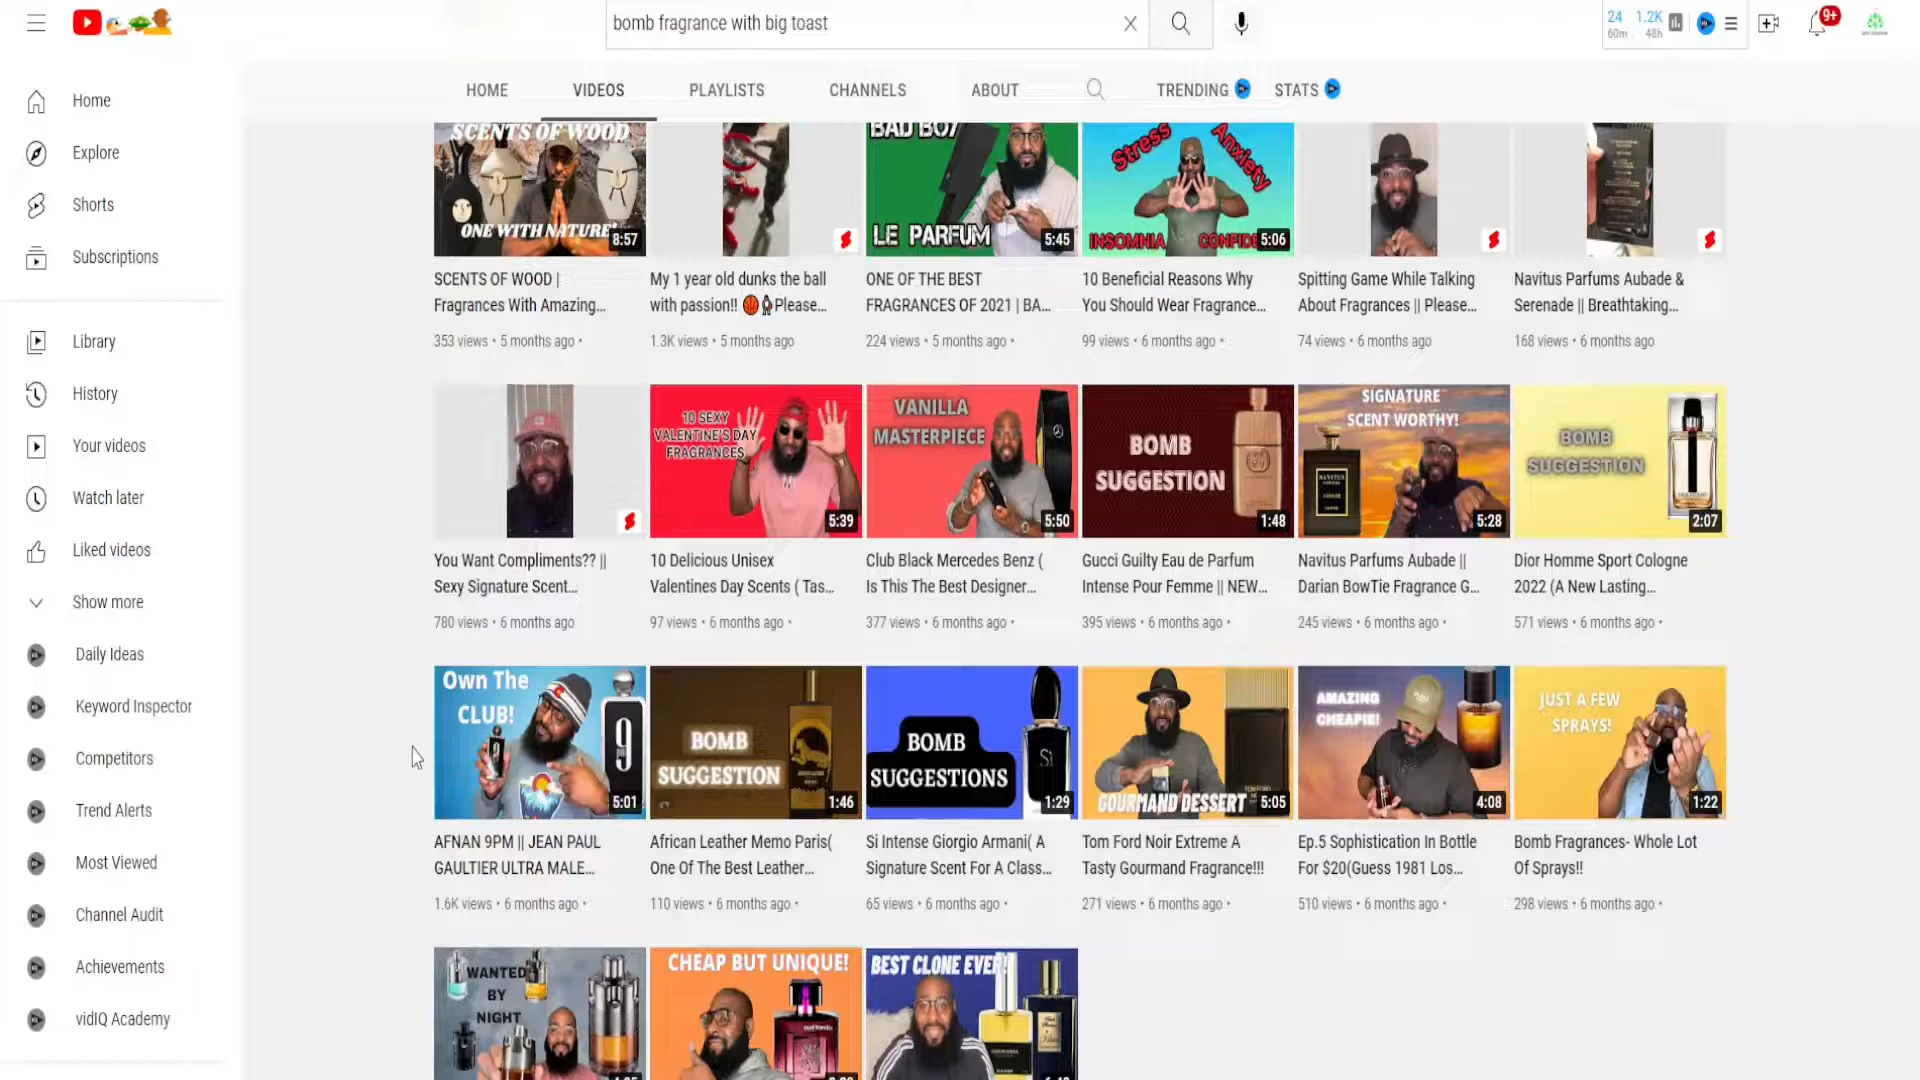 bomb fragrance with big toast
24 1.2K
60m 48h
9+
HOME VIDEOS PLAYLISTS CHANNELS ABOUT TRENDING STATS
Home
Explore
Shorts
Subscriptions
Library
History
Your videos
Watch later
Liked videos
Show more
Daily Ideas
Keyword Inspector
Competitors
Trend Alerts
Most Viewed
Channel Audit
Achievements
vidIQ Academy
SCENTS OF WOOD
ONE WITH NATURE!
8:57
SCENTS OF WOOD |
Fragrances With Amazing...
353 views • 5 months ago •
My 1 year old dunks the ball
with passion!! 🏀 Please...
1.3K views • 5 months ago
BAD BOY
LE PARFUM
5:45
ONE OF THE BEST
FRAGRANCES OF 2021 | BA...
224 views • 5 months ago •
Stress
Anxiety
INSOMNIA
CONFIDE
5:06
10 Beneficial Reasons Why
You Should Wear Fragrance...
99 views • 6 months ago •
Spitting Game While Talking
About Fragrances || Please...
74 views • 6 months ago
Navitus Parfums Aubade &
Serenade || Breathtaking...
168 views • 6 months ago
You Want Compliments?? ||
Sexy Signature Scent...
780 views • 6 months ago
10 SEXY
VALENTINE'S DAY
FRAGRANCES
5:39
10 Delicious Unisex
Valentines Day Scents ( Tas...
97 views • 6 months ago •
VANILLA
MASTERPIECE
5:50
Club Black Mercedes Benz (
Is This The Best Designer...
377 views • 6 months ago •
BOMB
SUGGESTION
1:48
Gucci Guilty Eau de Parfum
Intense Pour Femme || NEW...
395 views • 6 months ago •
SIGNATURE
SCENT WORTHY!
NAVITUS
5:28
Navitus Parfums Aubade ||
Darian BowTie Fragrance G...
245 views • 6 months ago •
BOMB
SUGGESTION
2:07
Dior Homme Sport Cologne
2022 (A New Lasting...
571 views • 6 months ago •
Own The
CLUB!
9
5:01
AFNAN 9PM || JEAN PAUL
GAULTIER ULTRA MALE...
1.6K views • 6 months ago •
BOMB
SUGGESTION
1:46
African Leather Memo Paris(
One Of The Best Leather...
110 views • 6 months ago •
BOMB
SUGGESTIONS
Sì
1:29
Si Intense Giorgio Armani( A
Signature Scent For A Class...
65 views • 6 months ago •
GOURMAND DESSERT
TOM FORD
5:05
Tom Ford Noir Extreme A
Tasty Gourmand Fragrance!!!
271 views • 6 months ago •
AMAZING
CHEAPIE!
4:08
Ep.5 Sophistication In Bottle
For $20(Guess 1981 Los...
510 views • 6 months ago •
JUST A FEW
SPRAYS!
1:22
Bomb Fragrances- Whole Lot
Of Sprays!!
298 views • 6 months ago •
WANTED
BY
NIGHT
CHEAP BUT UNIQUE!
BEST CLONE EVER!